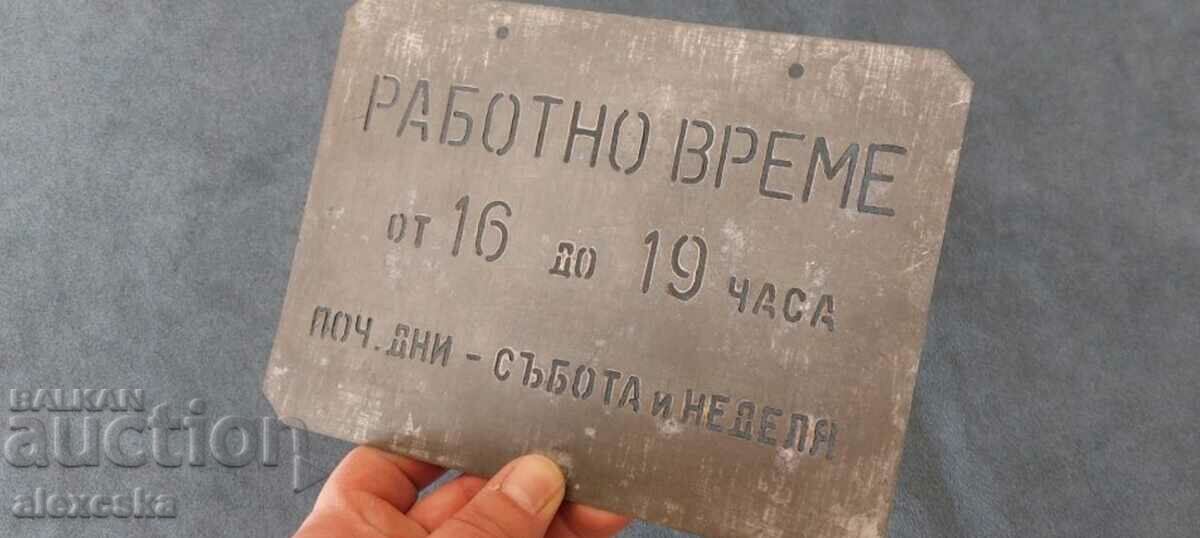 РАБОТНО ВРЕМЕ
от 16 до 19 ЧАСА
ПОЧ. ДНИ - СЪБОТА и НЕДЕЛЯ
BALKAN
auction
alexcska